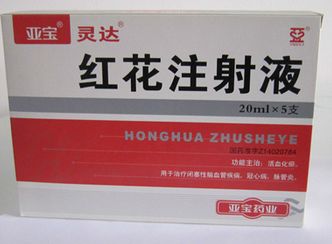 亚宝® 灵达®
红花注射液
20ml×5支
HONGHUA ZHUSHEYE
国药准字Z14020784
功能主治：活血化瘀。
用于治疗闭塞性脑血管疾病，冠心病，脉管炎。
亚宝药业